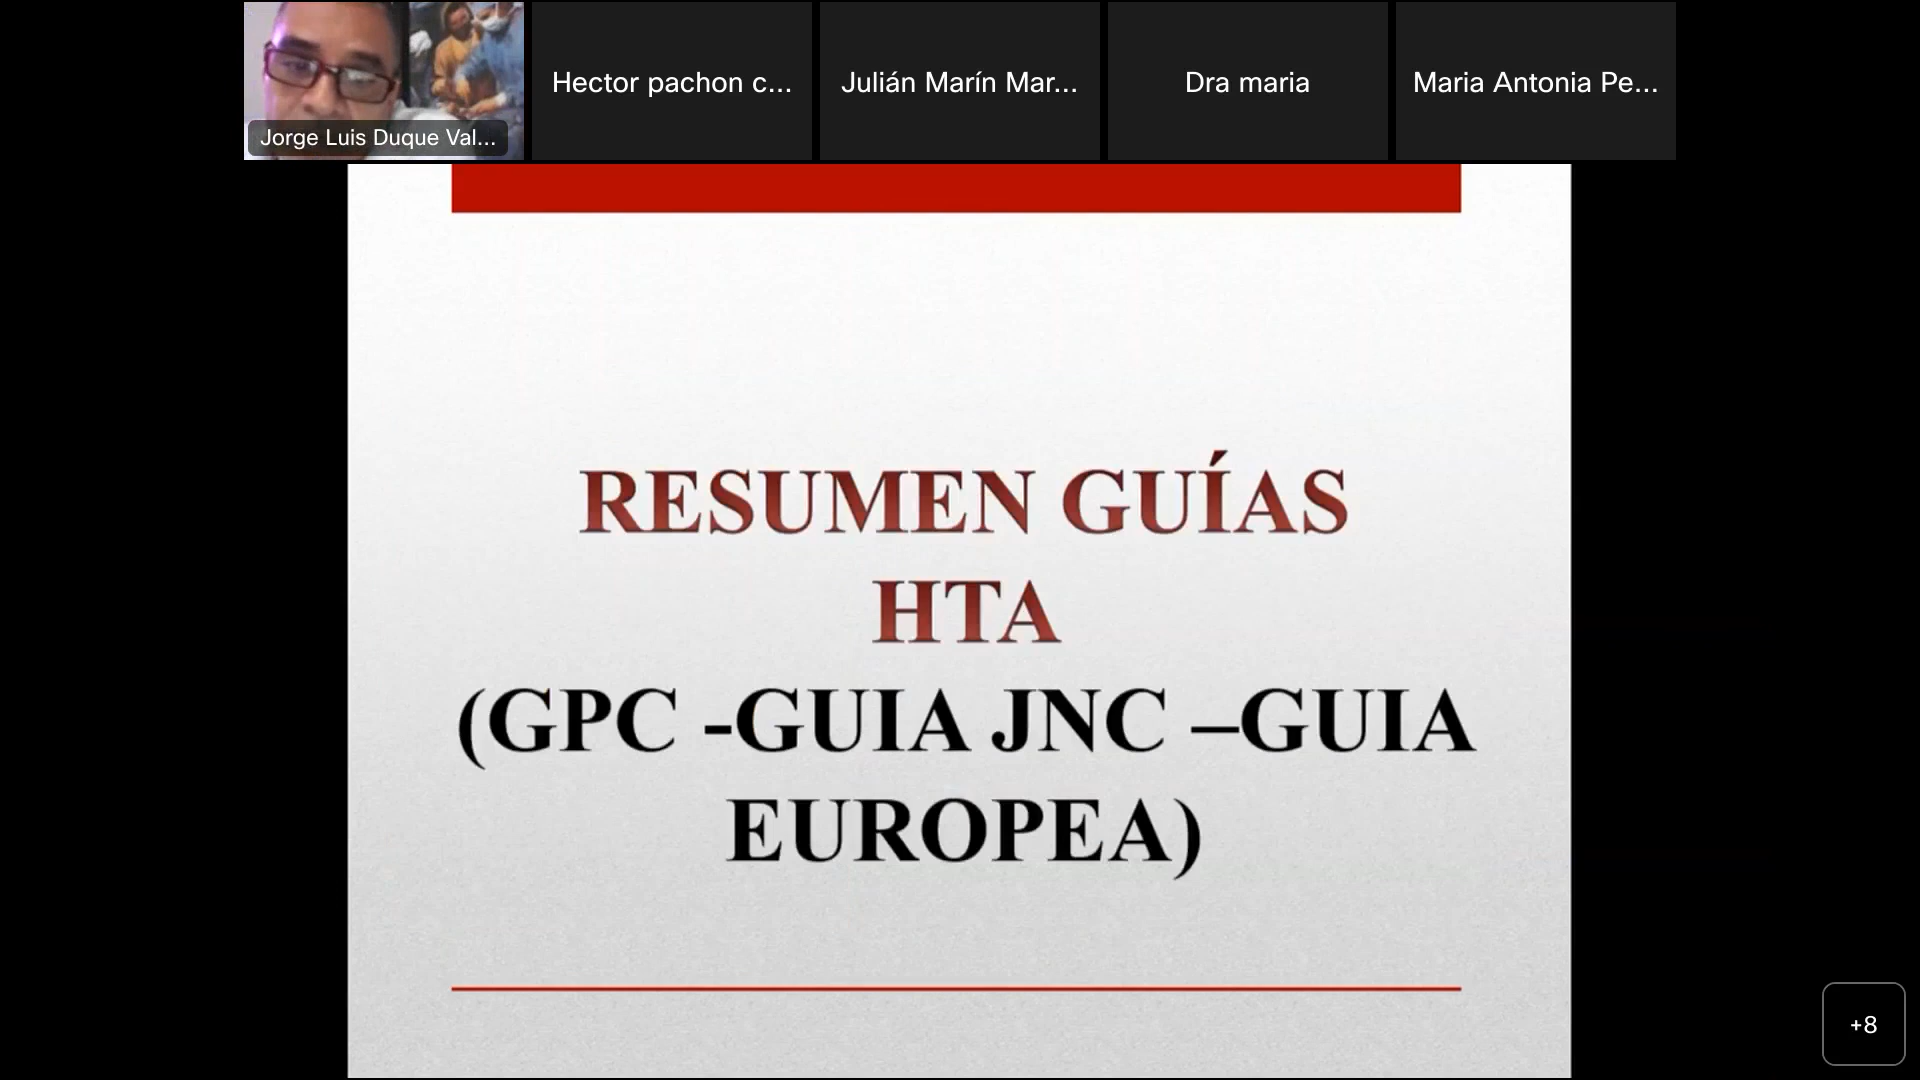 Jorge Luis Duque Val...
Hector pachon c...
Julián Marín Mar...
Dra maria
Maria Antonia Pe...
RESUMEN GUÍAS
HTA
(GPC -GUIA JNC –GUIA
EUROPEA)
+8